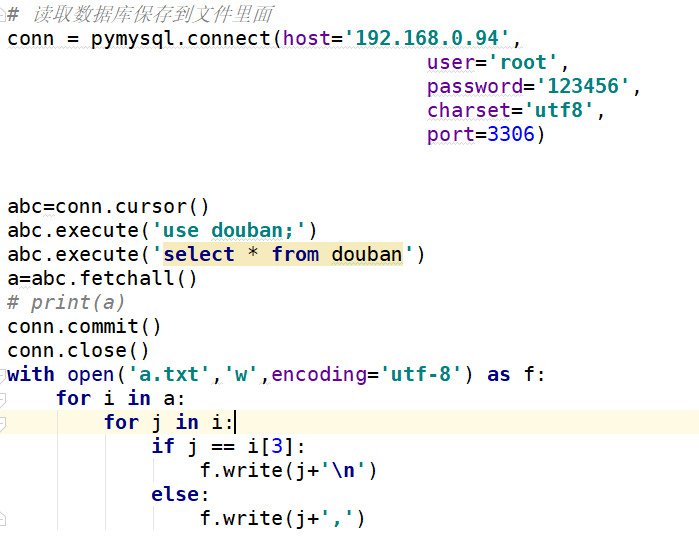 # 读取数据库保存到文件里面
conn = pymysql.connect(host='192.168.0.94',
user='root',
password='123456',
charset='utf8',
port=3306)
abc=conn.cursor()
abc.execute('use douban;')
abc.execute('select * from douban')
a=abc.fetchall()
# print(a)
conn.commit()
conn.close()
with open('a.txt','w',encoding='utf-8') as f:
for i in a:
for j in i:
if j == i[3]:
f.write(j+'\n')
else:
f.write(j+',')